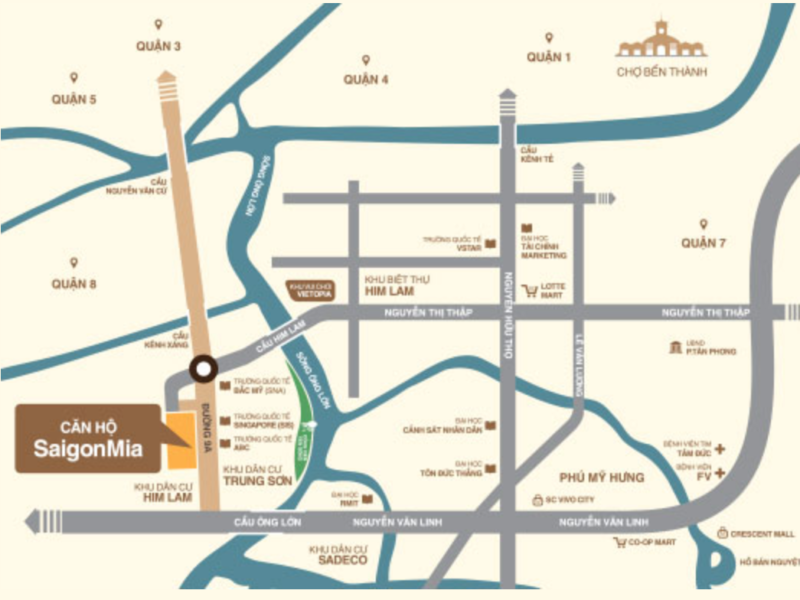 QUẬN 3
QUẬN 4
QUẬN 1
CHỢ BẾN THÀNH
QUẬN 5
CẦU
KÊNH TẺ
CẦU
NGUYỄN VĂN CỪ
SÔNG ÔNG LỚN
TRƯỜNG QUỐC TẾ
VSTAR
ĐẠI HỌC
TÀI CHÍNH
MARKETING
QUẬN 7
QUẬN 8
KHU VUI CHƠI
VIETOPIA
KHU BIỆT THỰ
HIM LAM
LOTTE
MART
NGUYỄN THỊ THẬP
NGUYỄN THỊ THẬP
NGUYỄN HỮU THỌ
LÊ VĂN LƯƠNG
CẦU
KÊNH XÁNG
CẦU HIM LAM
UBND
P.TÂN PHONG
SÔNG ÔNG LỚN
TRƯỜNG QUỐC TẾ
BẮC MỸ (SNA)
TRƯỜNG QUỐC TẾ
SINGAPORE (SIS)
TRƯỜNG QUỐC TẾ
ABC
ĐƯỜNG 9A
CĂN HỘ
SaigonMia
ĐẠI HỌC
CẢNH SÁT NHÂN DÂN
ĐẠI HỌC
TÔN ĐỨC THẮNG
BỆNH VIỆN TIM
TÂM ĐỨC
BỆNH VIỆN
FV
PHÚ MỸ HƯNG
KHU DÂN CƯ
TRUNG SƠN
KHU DÂN CƯ
HIM LAM
ĐẠI HỌC
RMIT
SC VIVO CITY
CẦU ÔNG LỚN
NGUYỄN VĂN LINH
NGUYỄN VĂN LINH
CRESCENT MALL
CO-OP MART
KHU DÂN CƯ
SADECO
HỒ BÁN NGUYỆT